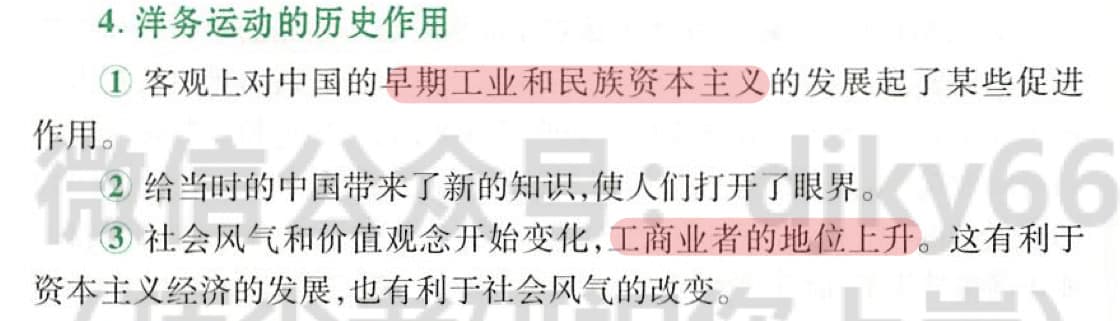 4. 洋务运动的历史作用
① 客观上对中国的早期工业和民族资本主义的发展起了某些促进
作用。
微信公众号：djky66
② 给当时的中国带来了新的知识,使人们打开了眼界。
③ 社会风气和价值观念开始变化,工商业者的地位上升。这有利于
资本主义经济的发展,也有利于社会风气的改变。